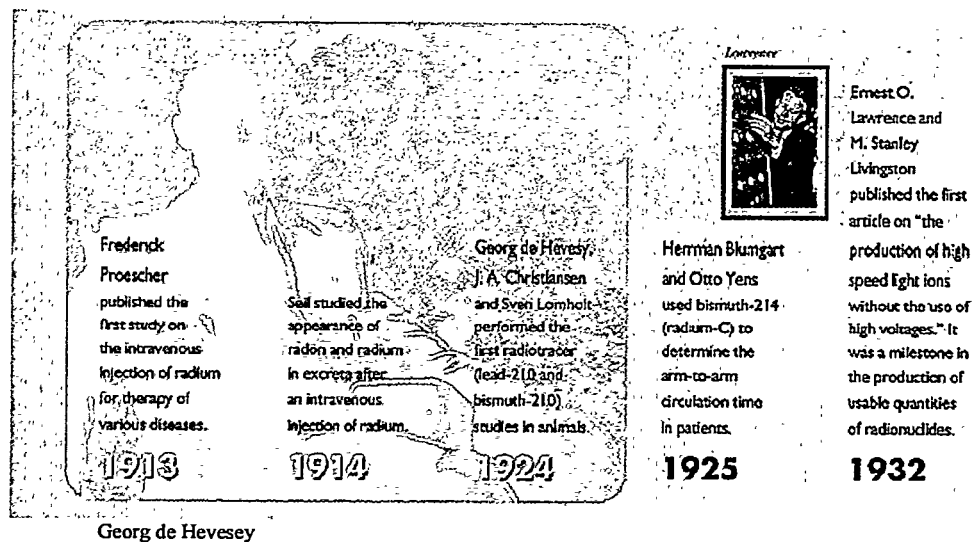 Frederick
Proescher
published the
first study on
the intravenous
injection of radium
for therapy of
various diseases.
1913
Seil studied the
appearance of
radon and radium
in excreta after
an intravenous
injection of radium.
1914
Georg de Hevesy,
J. A. Christiansen
and Sven Lomholt
performed the
first radiotracer
(lead-210 and
bismuth-210)
studies in animals.
1924
Herrman Blumgart
and Otto Yens
used bismuth-214
(radium-C) to
determine the
arm-to-arm
circulation time
in patients.
1925
Lawrence
Ernest O.
Lawrence and
M. Stanley
Livingston
published the first
article on "the
production of high
speed light ions
without the use of
high voltages." It
was a milestone in
the production of
usable quantities
of radionuclides.
1932
Georg de Hevesey